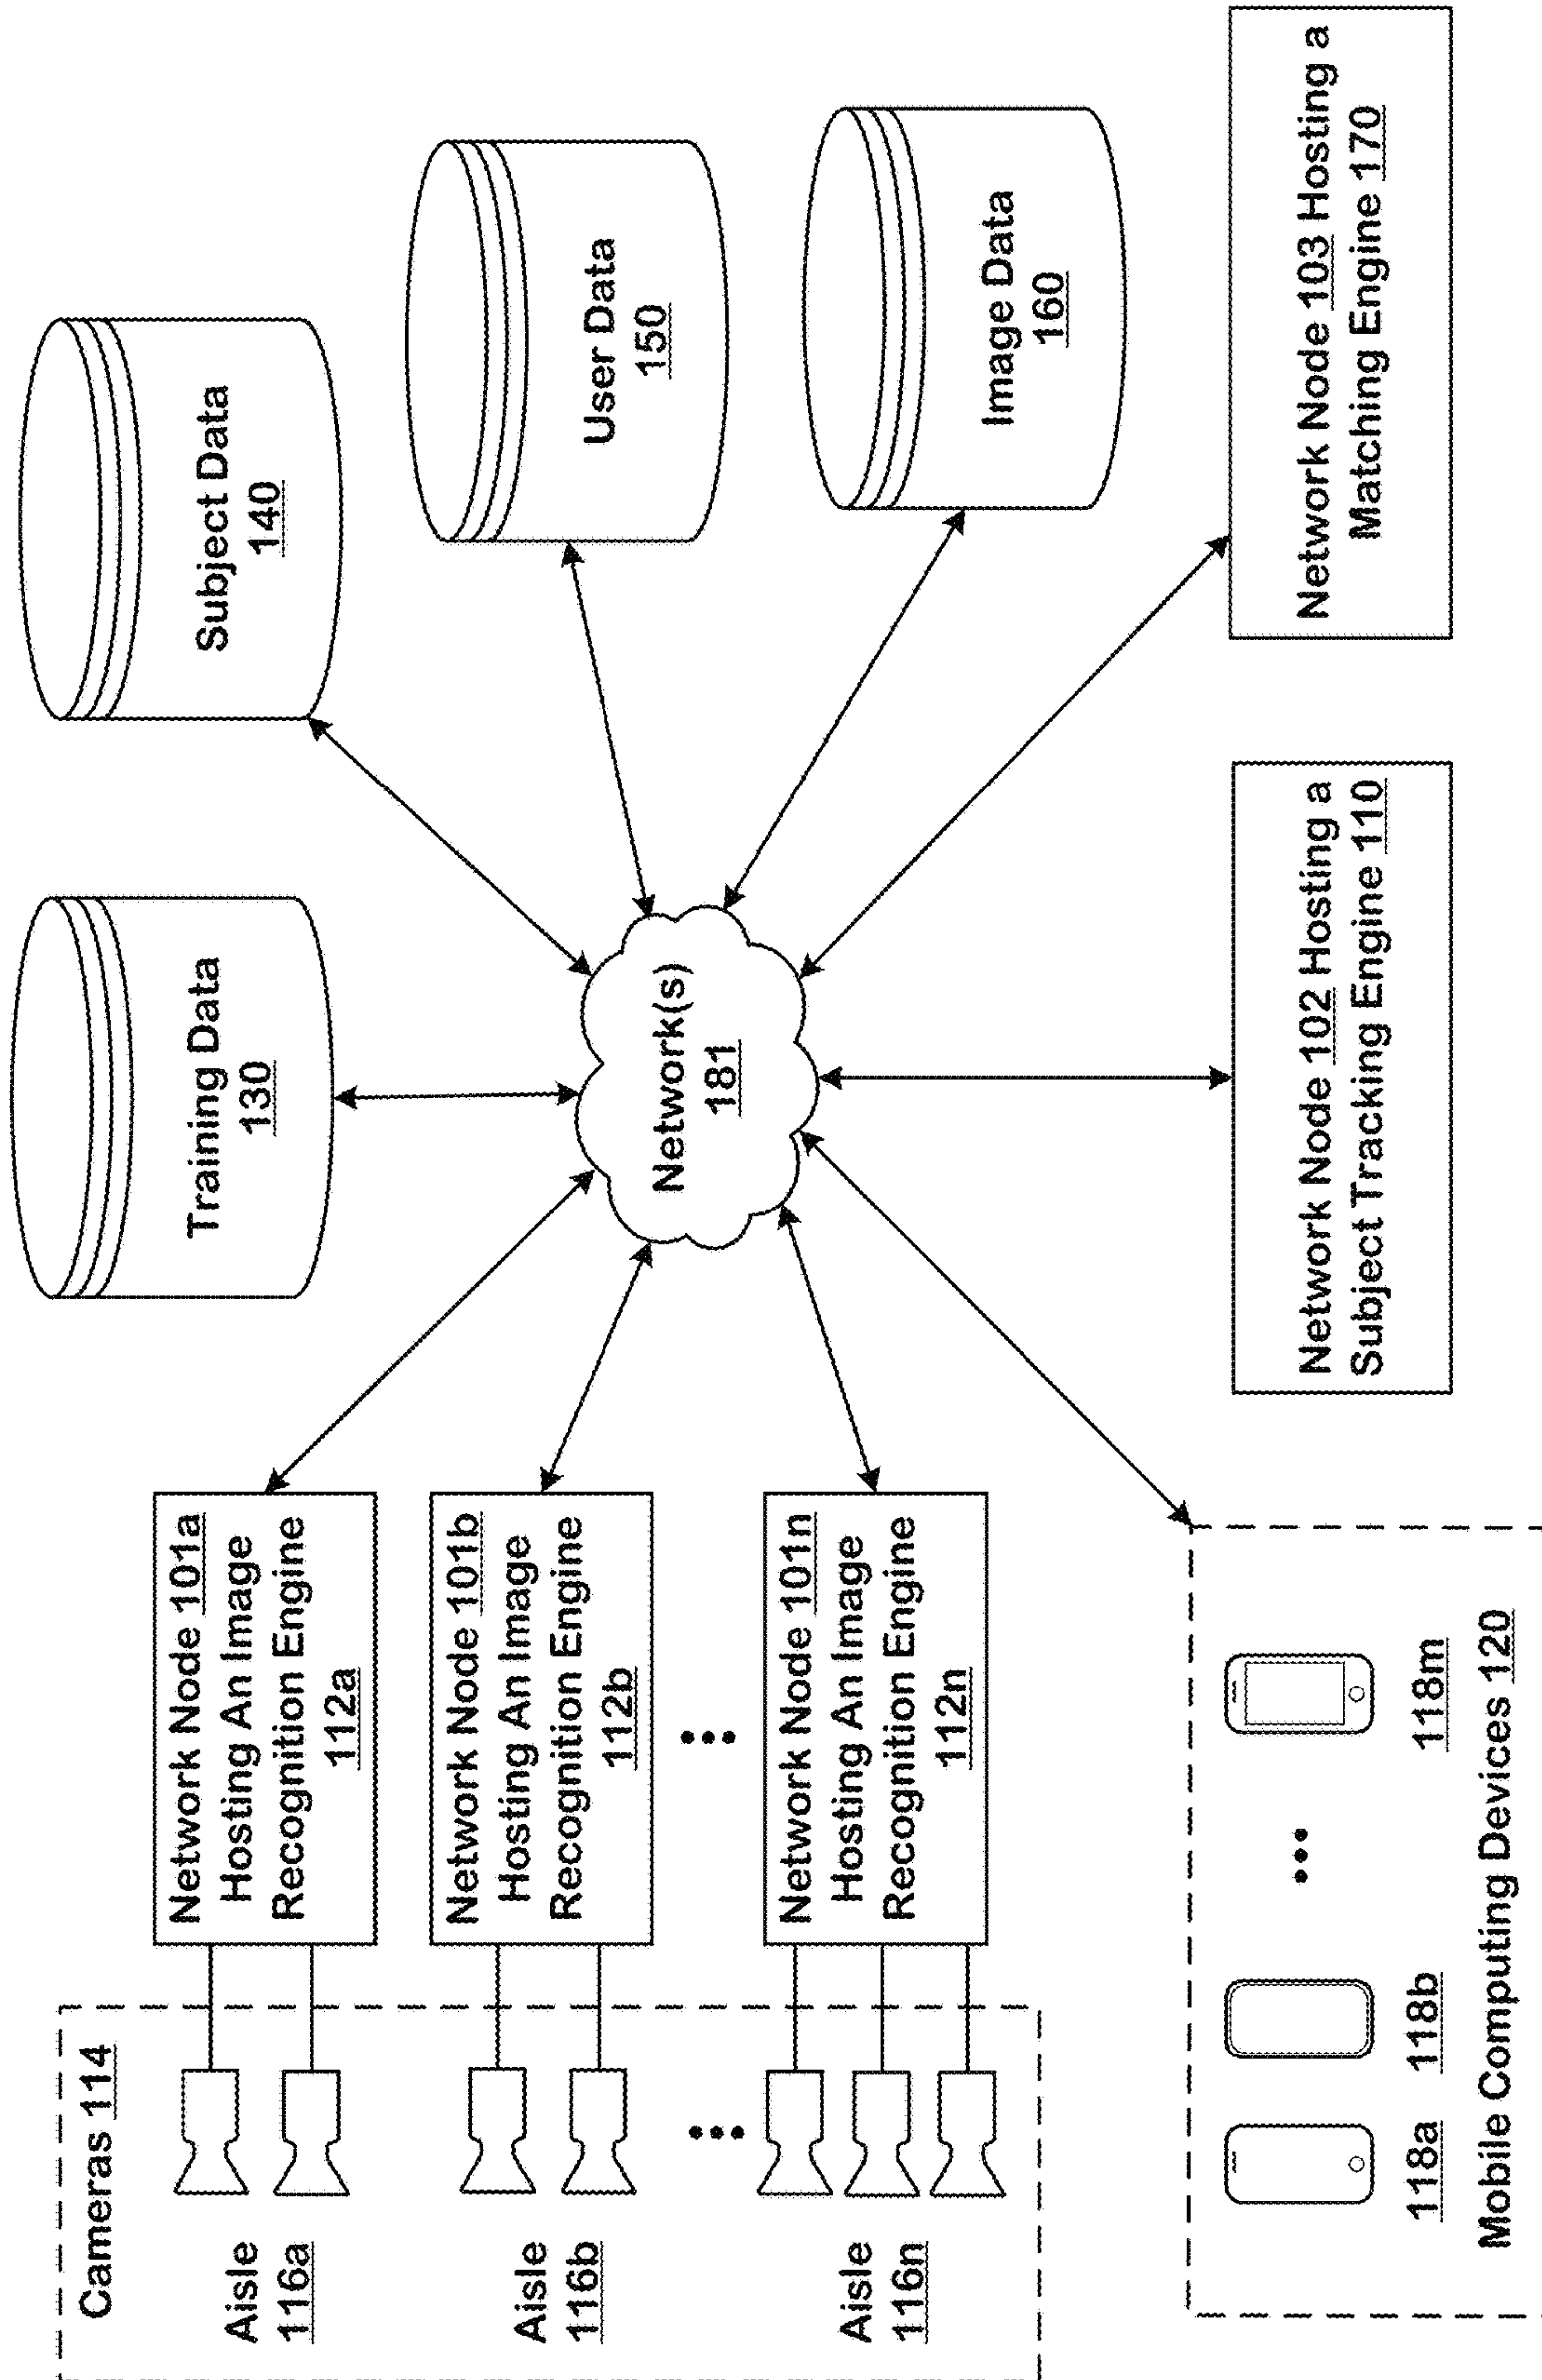 Cameras 114
Aisle
116a
Aisle
116b
Aisle
116n
Network Node 101a
Hosting An Image
Recognition Engine
112a
Network Node 101b
Hosting An Image
Recognition Engine
112b
Network Node 101n
Hosting An Image
Recognition Engine
112n
Training Data
130
Subject Data
140
User Data
150
Image Data
160
Network(s)
181
118a
118b
118m
Mobile Computing Devices 120
Network Node 102 Hosting a
Subject Tracking Engine 110
Network Node 103 Hosting a
Matching Engine 170